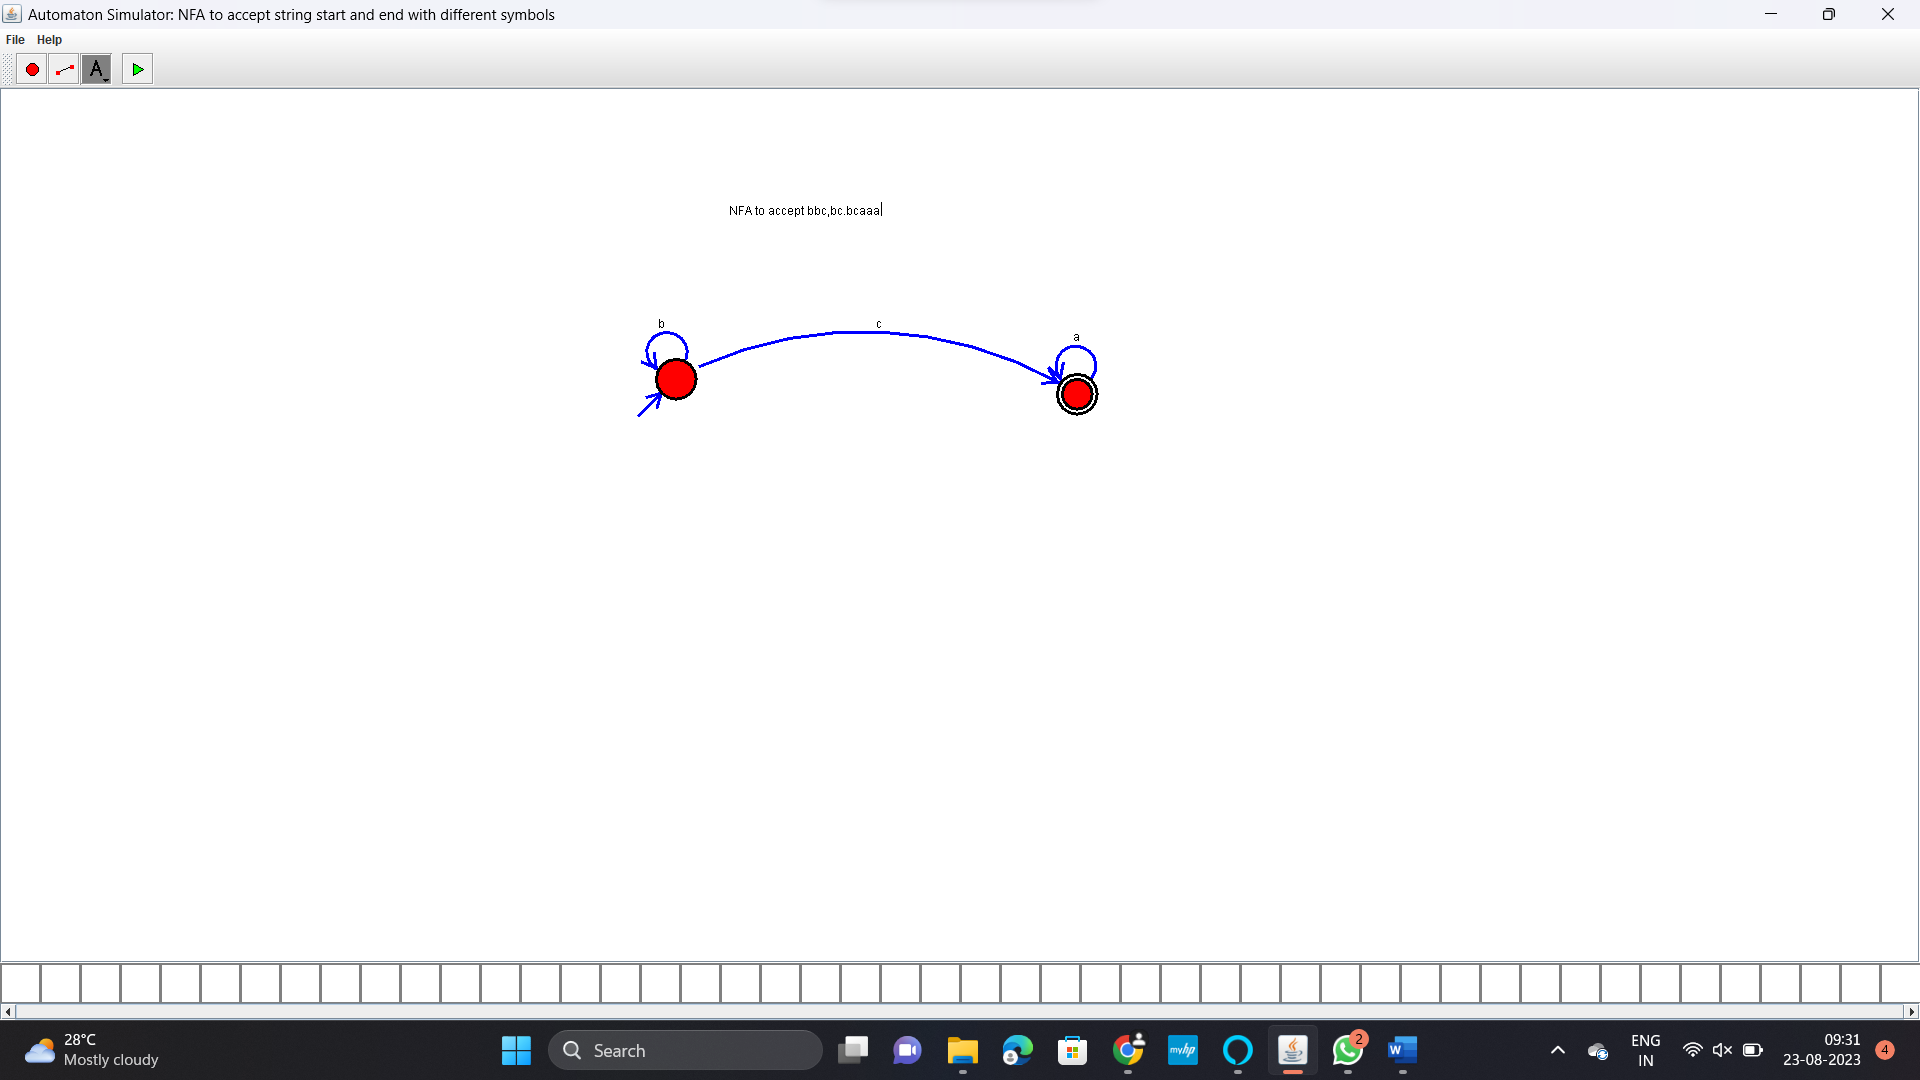 Automaton Simulator: NFA to accept string start and end with different symbols
File Help
A
NFA to accept bbc,bc.bcaaa
b
c
a
28°C
Mostly cloudy
Search
myhp
2
W
ENG
IN
09:31
23-08-2023
4